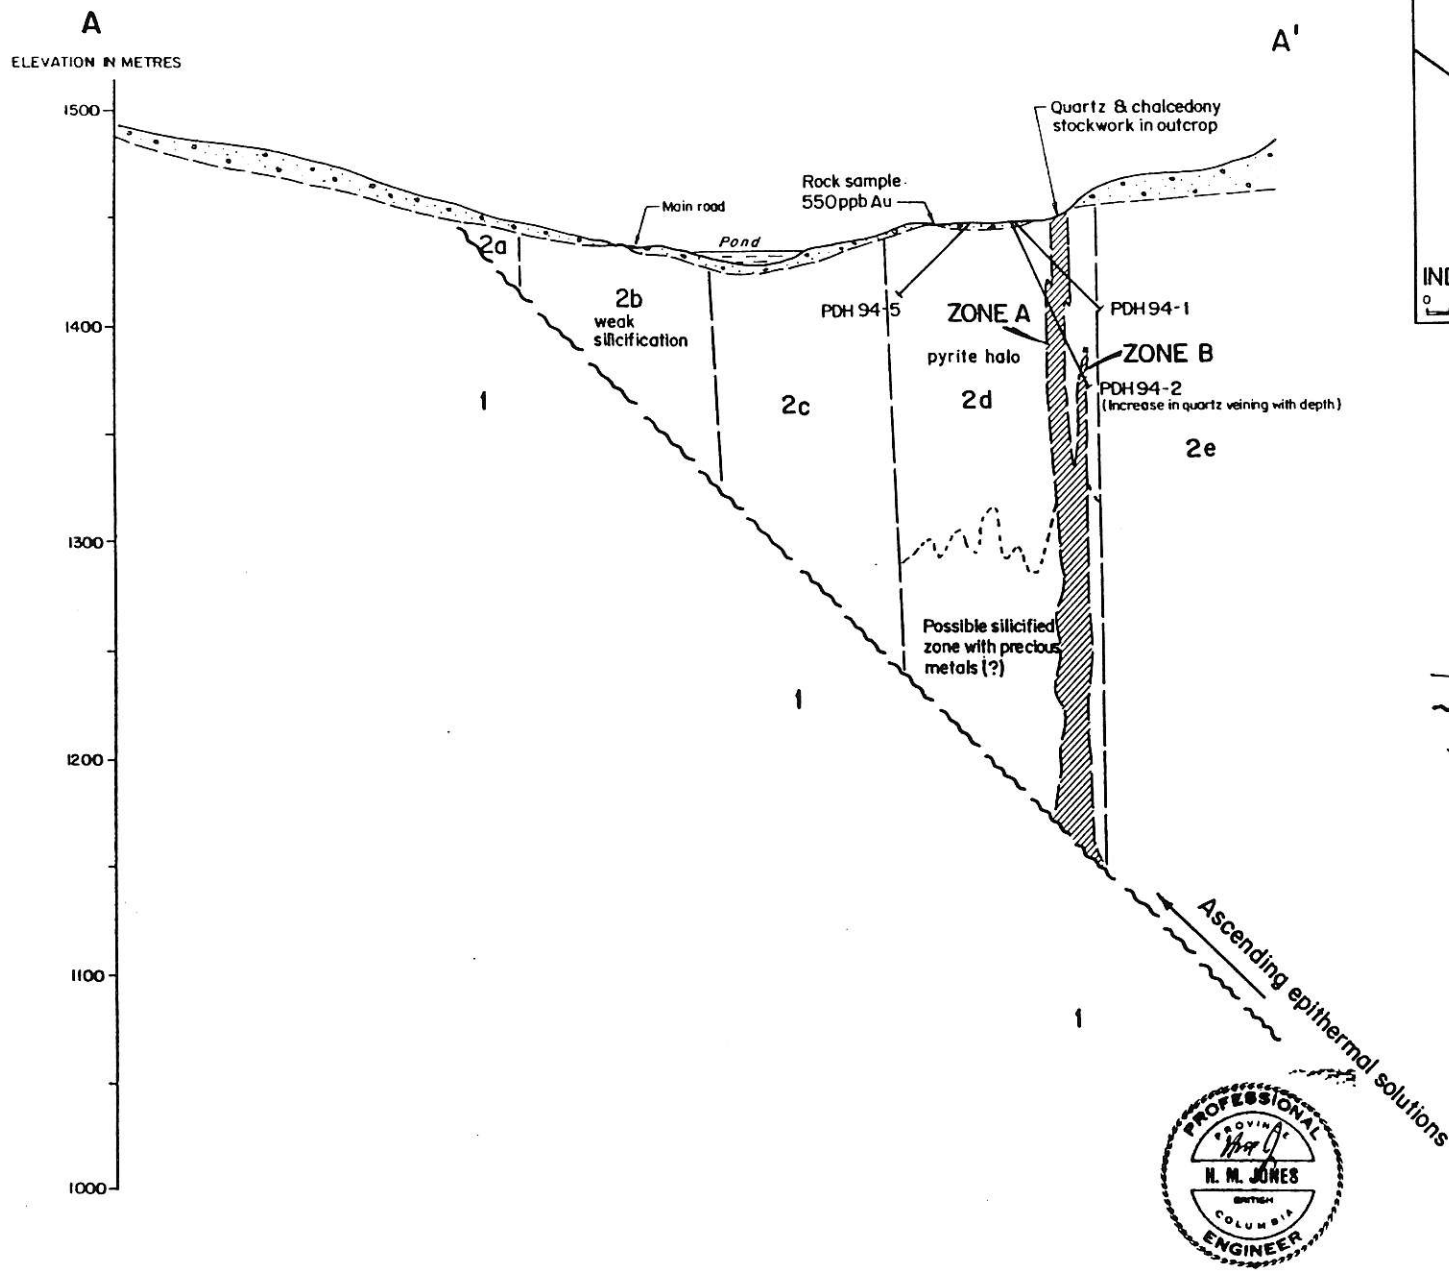 A
A'
ELEVATION IN METRES
1500
Quartz & chalcedony
stockwork in outcrop
Rock sample
550ppb Au
Main road
Pond
2a
2b
weak
silicification
PDH 94-5
ZONE A
PDH 94-1
IND
0
1400
pyrite halo
ZONE B
PDH 94-2
(Increase in quartz veining with depth)
1
2c
2d
2e
1300
Possible silicified
zone with precious
metals (?)
1
1200
1100
Ascending epithermal solutions
1
1000
PROFESSIONAL
PROVINCE
H. M. JONES
BRITISH
COLUMBIA
ENGINEER